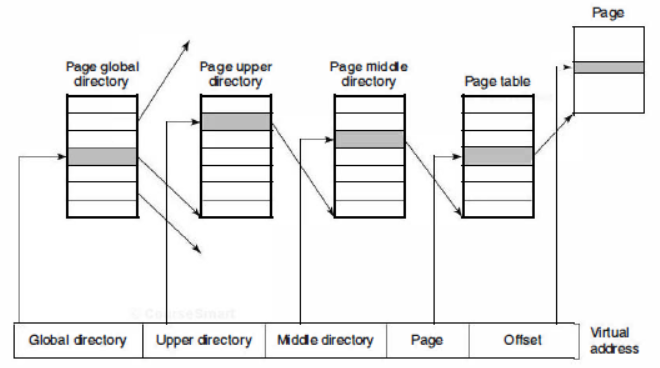 Page
Page global
directory
Page upper
directory
Page middle
directory
Page table
© CourseSmart
Global directory
Upper directory
Middle directory
Page
Offset
Virtual
address